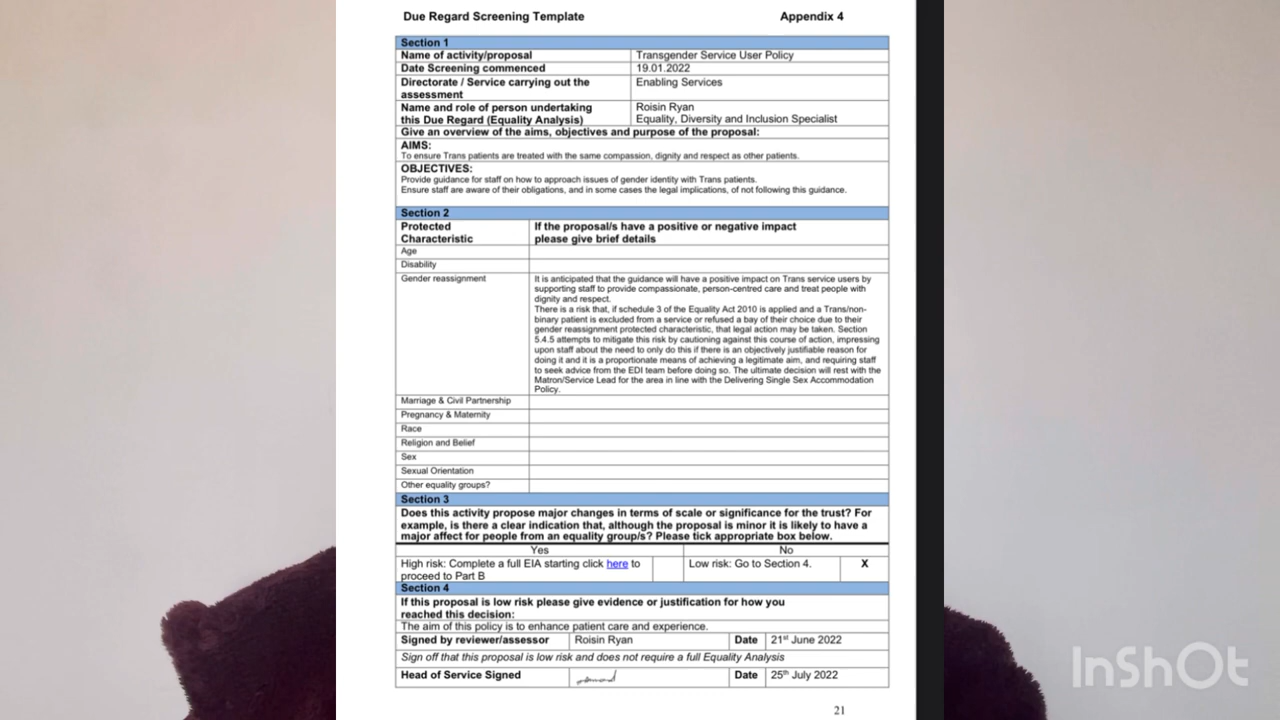 Due Regard Screening Template Appendix 4
Section 1
Name of activity/proposal Transgender Service User Policy
Date Screening commenced 19.01.2022
Directorate / Service carrying out the Enabling Services
assessment
Name and role of person undertaking Roisin Ryan
this Due Regard (Equality Analysis) Equality, Diversity and Inclusion Specialist
Give an overview of the aims, objectives and purpose of the proposal:
AIMS:
To ensure Trans patients are treated with the same compassion, dignity and respect as other patients.
OBJECTIVES:
Provide guidance for staff on how to approach issues of gender identity with Trans patients.
Ensure staff are aware of their obligations, and in some cases the legal implications, of not following this guidance.
Section 2
Protected If the proposal/s have a positive or negative impact
Characteristic please give brief details
Age
Disability
Gender reassignment It is anticipated that the guidance will have a positive impact on Trans service users by
supporting staff to provide compassionate, person-centred care and treat people with
dignity and respect.
There is a risk that, if schedule 3 of the Equality Act 2010 is applied and a Trans/non-
binary patient is excluded from a service or refused a bay of their choice due to their
gender reassignment protected characteristic, that legal action may be taken. Section
5.4.5 attempts to mitigate this risk by cautioning against this course of action, impressing
upon staff about the need to only do this if there is an objectively justifiable reason for
doing it and it is a proportionate means of achieving a legitimate aim, and requiring staff
to seek advice from the EDI team before doing so. The ultimate decision will rest with the
Matron/Service Lead for the area in line with the Delivering Single Sex Accommodation
Policy.
Marriage & Civil Partnership
Pregnancy & Maternity
Race
Religion and Belief
Sex
Sexual Orientation
Other equality groups?
Section 3
Does this activity propose major changes in terms of scale or significance for the trust? For
example, is there a clear indication that, although the proposal is minor it is likely to have a
major affect for people from an equality group/s? Please tick appropriate box below.
Yes No
High risk: Complete a full EIA starting click here to Low risk: Go to Section 4. X
proceed to Part B
Section 4
If this proposal is low risk please give evidence or justification for how you
reached this decision:
The aim of this policy is to enhance patient care and experience.
Signed by reviewer/assessor Roisin Ryan Date 21st June 2022
Sign off that this proposal is low risk and does not require a full Equality Analysis
Head of Service Signed Date 25th July 2022
21
InShOt